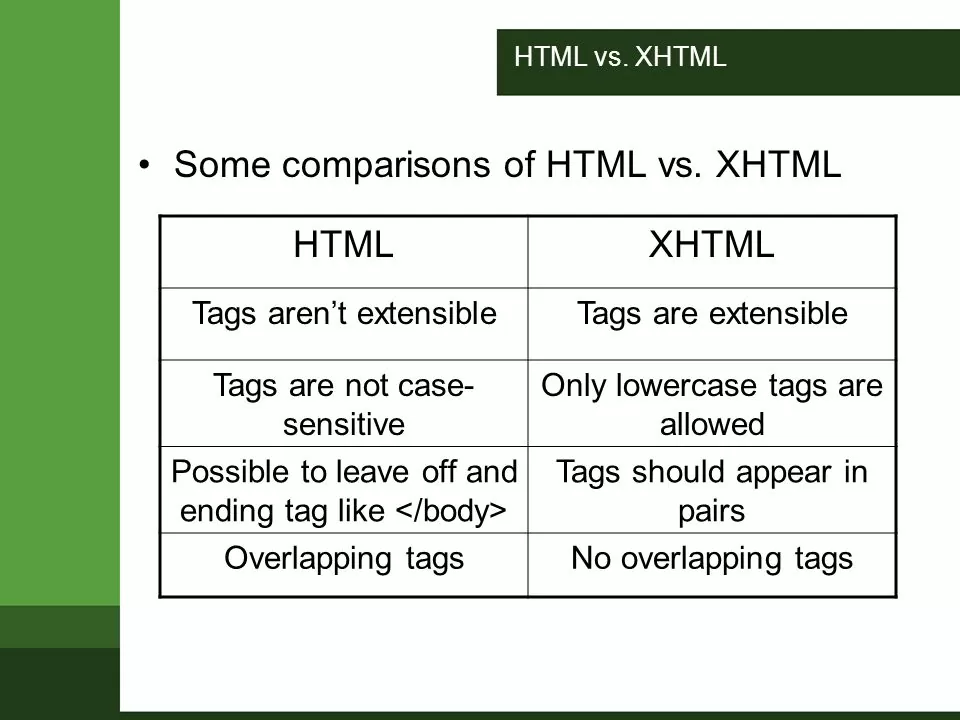 HTML vs. XHTML
• Some comparisons of HTML vs. XHTML
HTML
XHTML
Tags aren’t extensible
Tags are extensible
Tags are not case-
sensitive
Only lowercase tags are
allowed
Possible to leave off and
ending tag like </body>
Tags should appear in
pairs
Overlapping tags
No overlapping tags